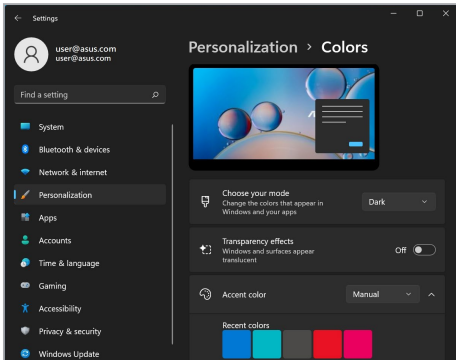 Settings
user@asus.com
user@asus.com
Find a setting
System
Bluetooth & devices
Network & internet
Personalization
Apps
Accounts
Time & language
Gaming
Accessibility
Privacy & security
Windows Update
Personalization > Colors
Choose your mode
Change the colors that appear in
Windows and your apps
Dark
Transparency effects
Windows and surfaces appear
translucent
Off
Accent color
Manual
Recent colors